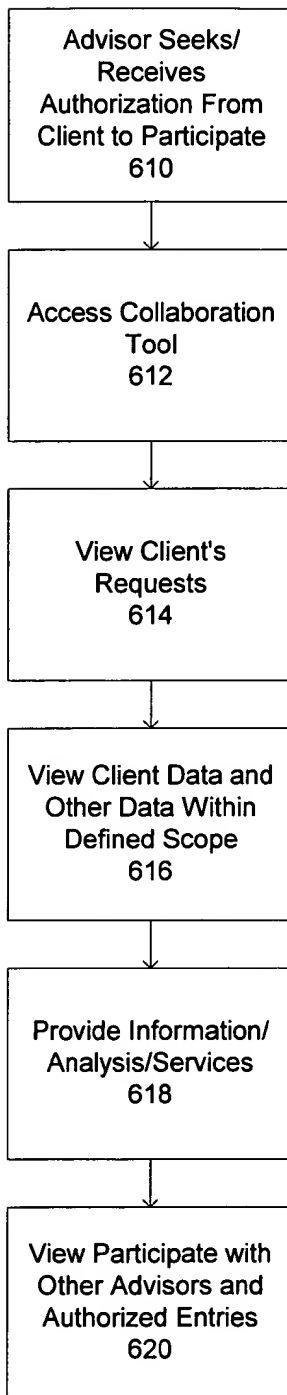 Advisor Seeks/
Receives
Authorization From
Client to Participate
610
Access Collaboration
Tool
612
View Client's
Requests
614
View Client Data and
Other Data Within
Defined Scope
616
Provide Information/
Analysis/Services
618
View Participate with
Other Advisors and
Authorized Entries
620